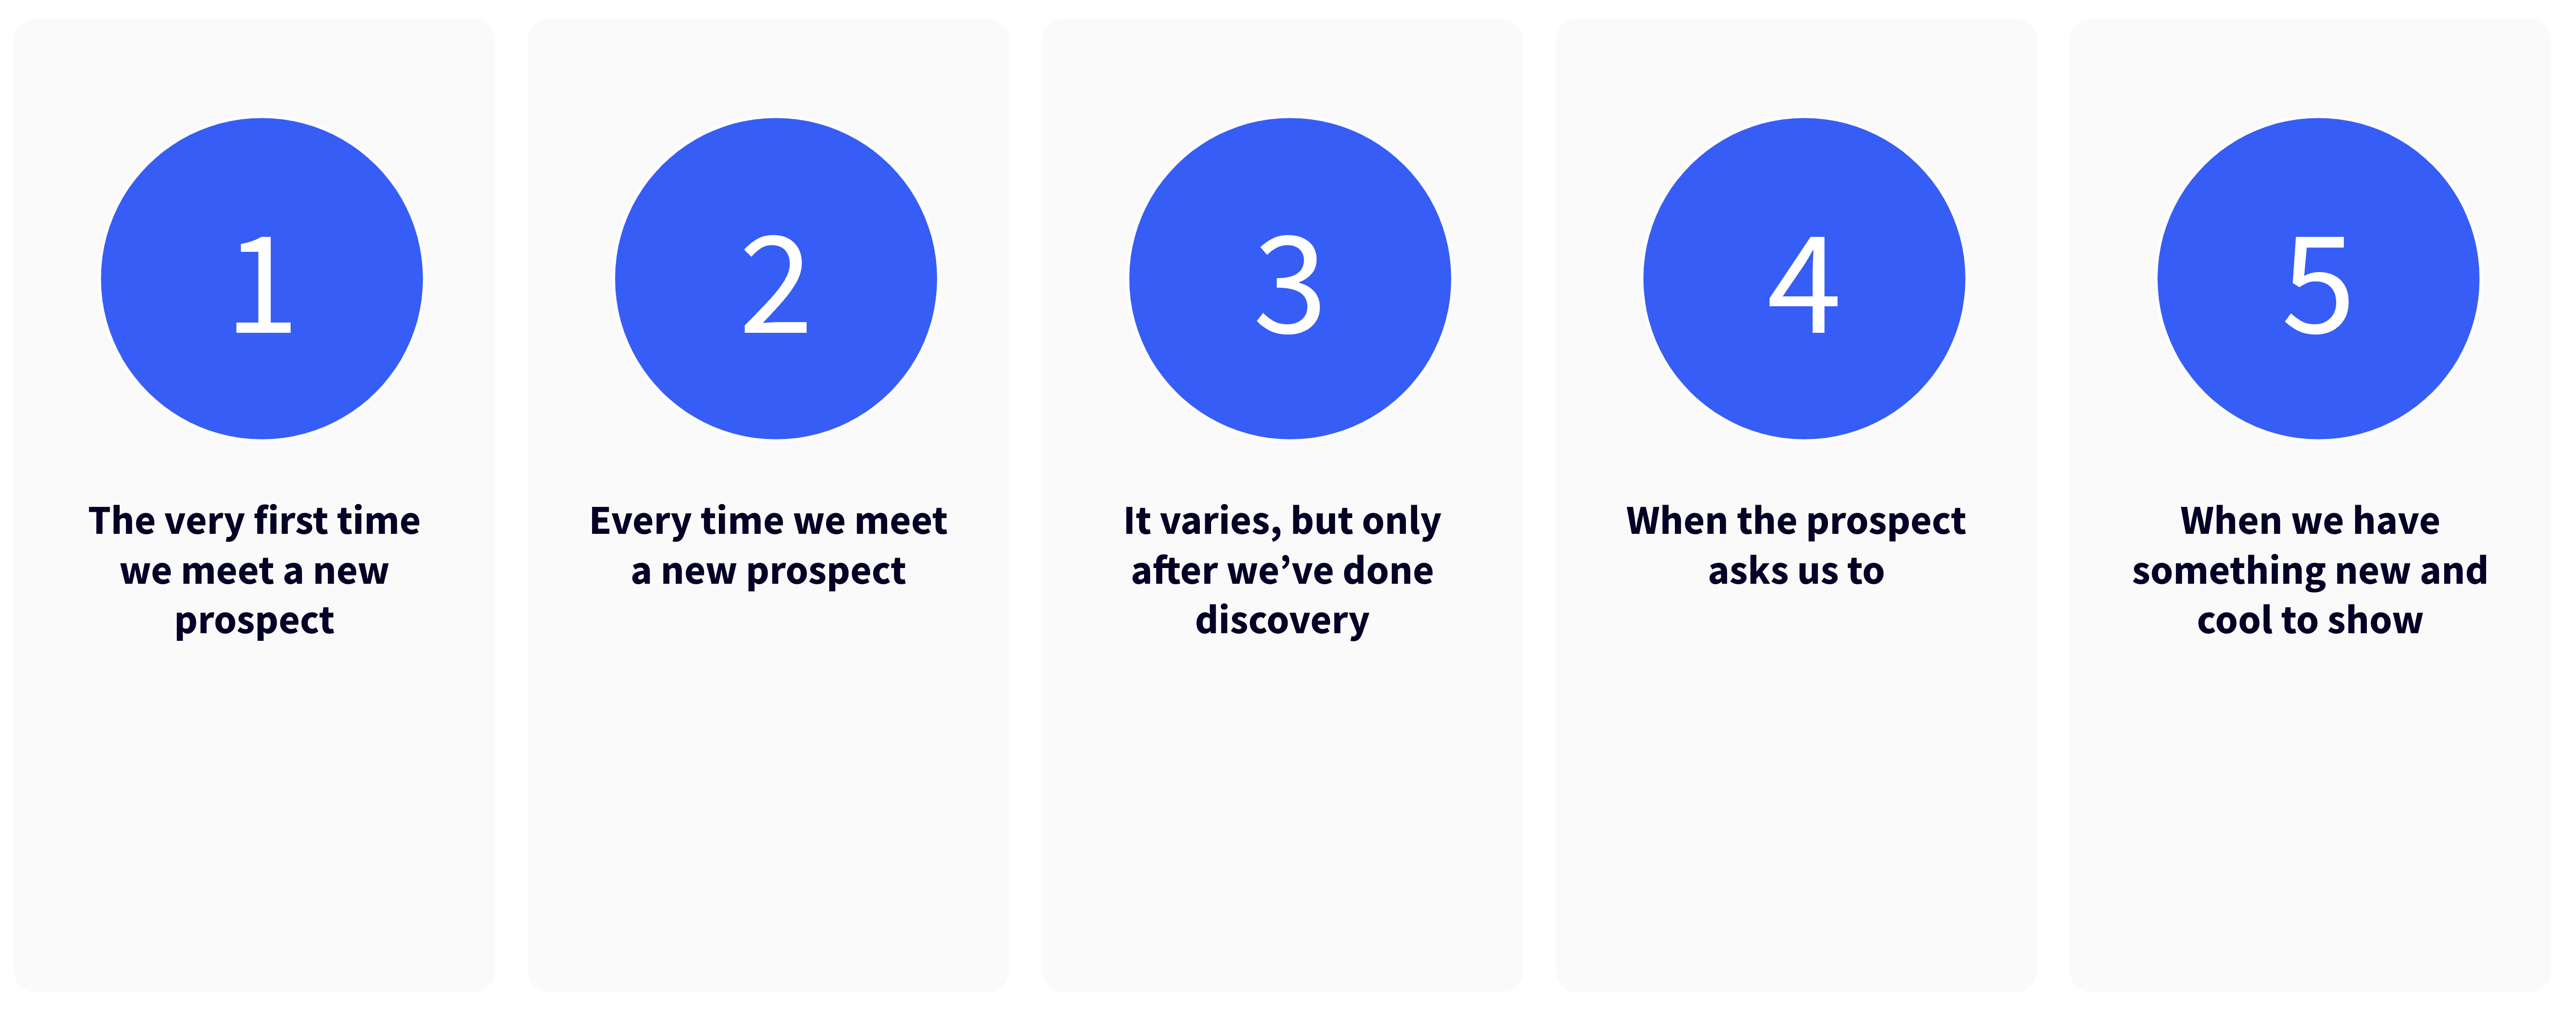 1
The very first time
we meet a new
prospect
2
Every time we meet
a new prospect
3
It varies, but only
after we’ve done
discovery
4
When the prospect
asks us to
5
When we have
something new and
cool to show